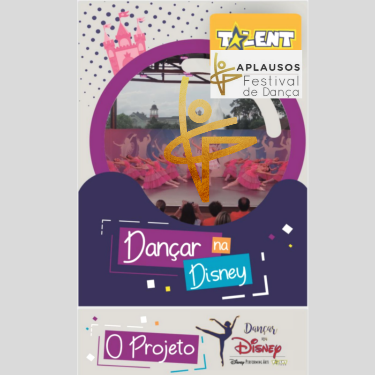 TALENT
APLAUSOS
Festival
de Dança
Dançar na
Disney
O Projeto
Dançar
na
Disney